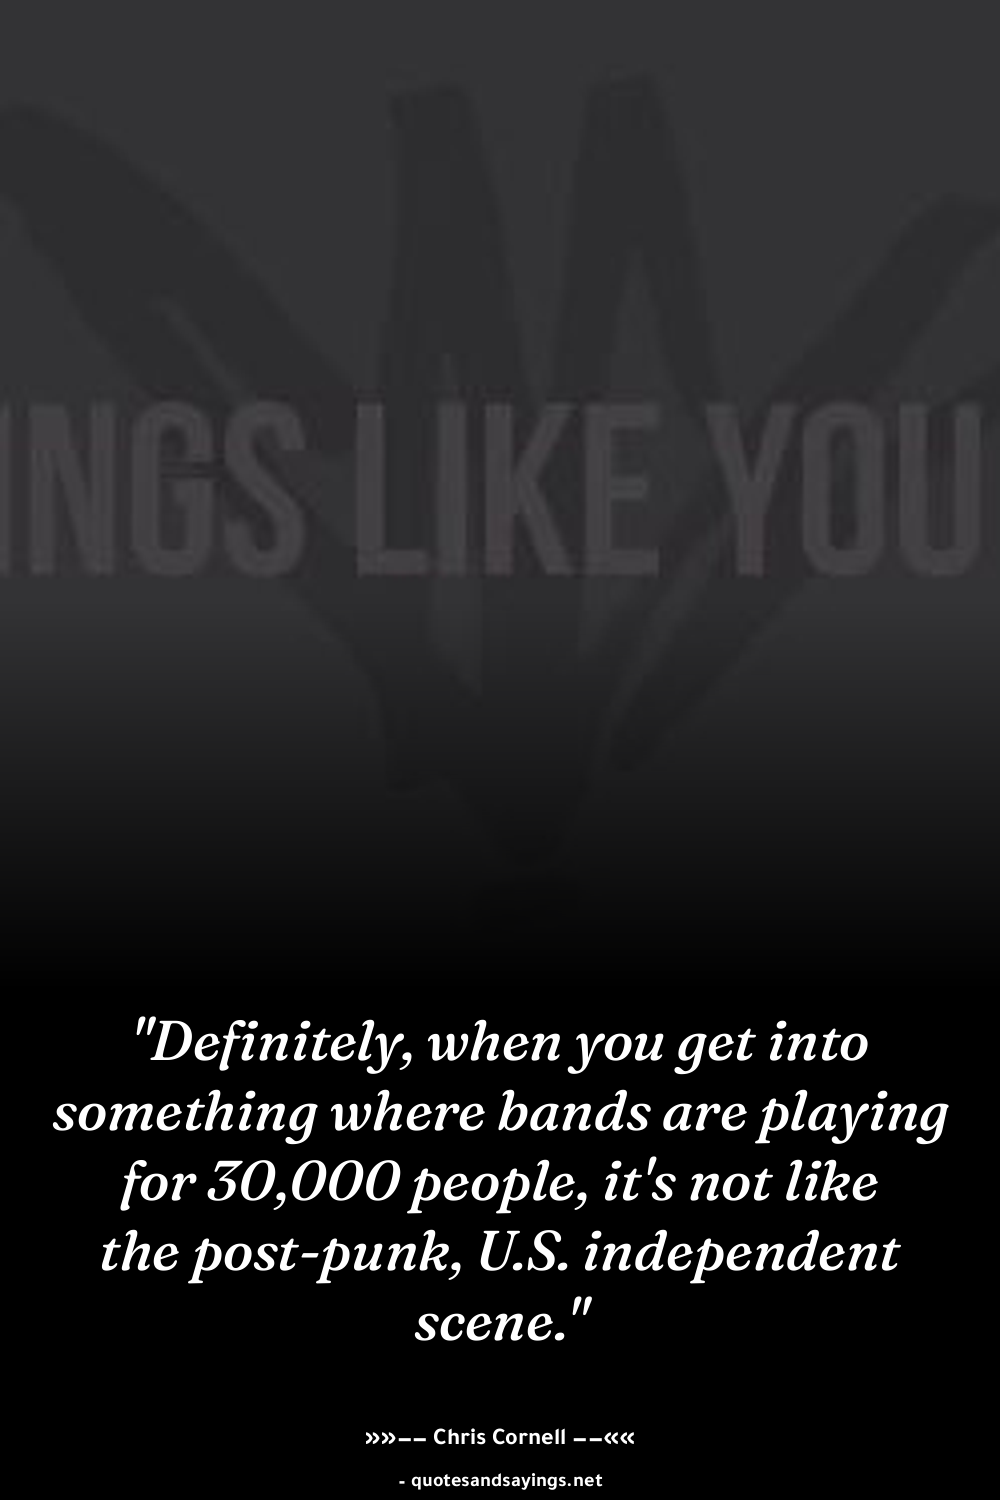 INGS LIKE YOU
"Definitely, when you get into
something where bands are playing
for 30,000 people, it's not like
the post-punk, U.S. independent
scene."
»»–– Chris Cornell ––««
- quotesandsayings.net